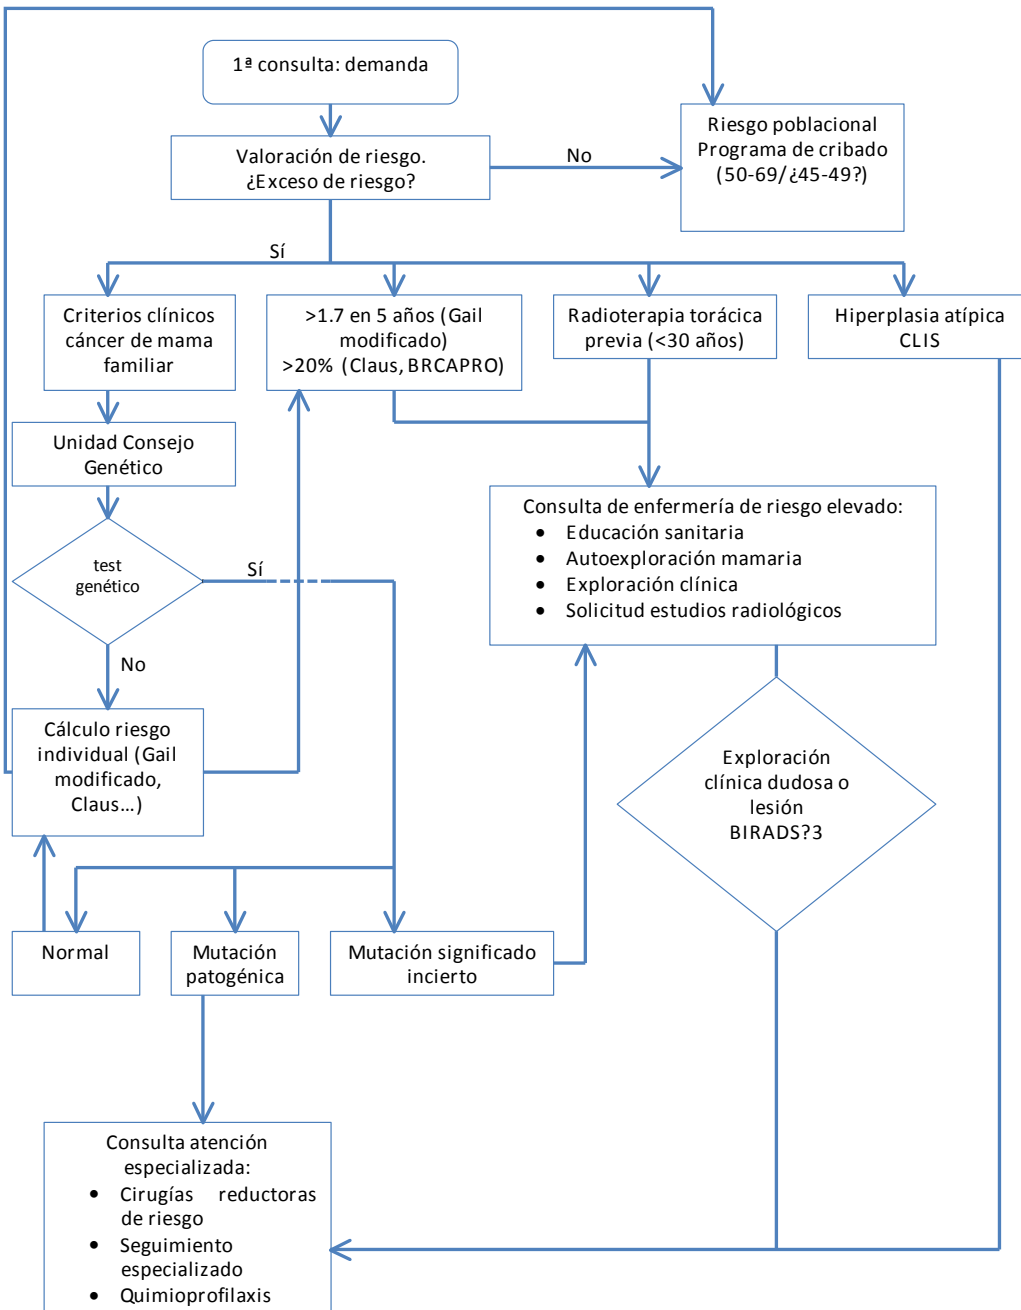 1ª consulta: demanda
Valoración de riesgo.
¿Exceso de riesgo?
No
Riesgo poblacional
Programa de cribado
(50-69/¿45-49?)
Sí
Criterios clínicos
cáncer de mama
familiar
>1.7 en 5 años (Gail
modificado)
>20% (Claus, BRCAPRO)
Radioterapia torácica
previa (<30 años)
Hiperplasia atípica
CLIS
Unidad Consejo
Genético
test
genético
Sí
No
Consulta de enfermería de riesgo elevado:
• Educación sanitaria
• Autoexploración mamaria
• Exploración clínica
• Solicitud estudios radiológicos
Cálculo riesgo
individual (Gail
modificado,
Claus…)
Exploración
clínica dudosa o
lesión
BIRADS?3
Normal
Mutación
patogénica
Mutación significado
incierto
Consulta atención
especializada:
• Cirugías reductoras
de riesgo
• Seguimiento
especializado
• Quimioprofilaxis